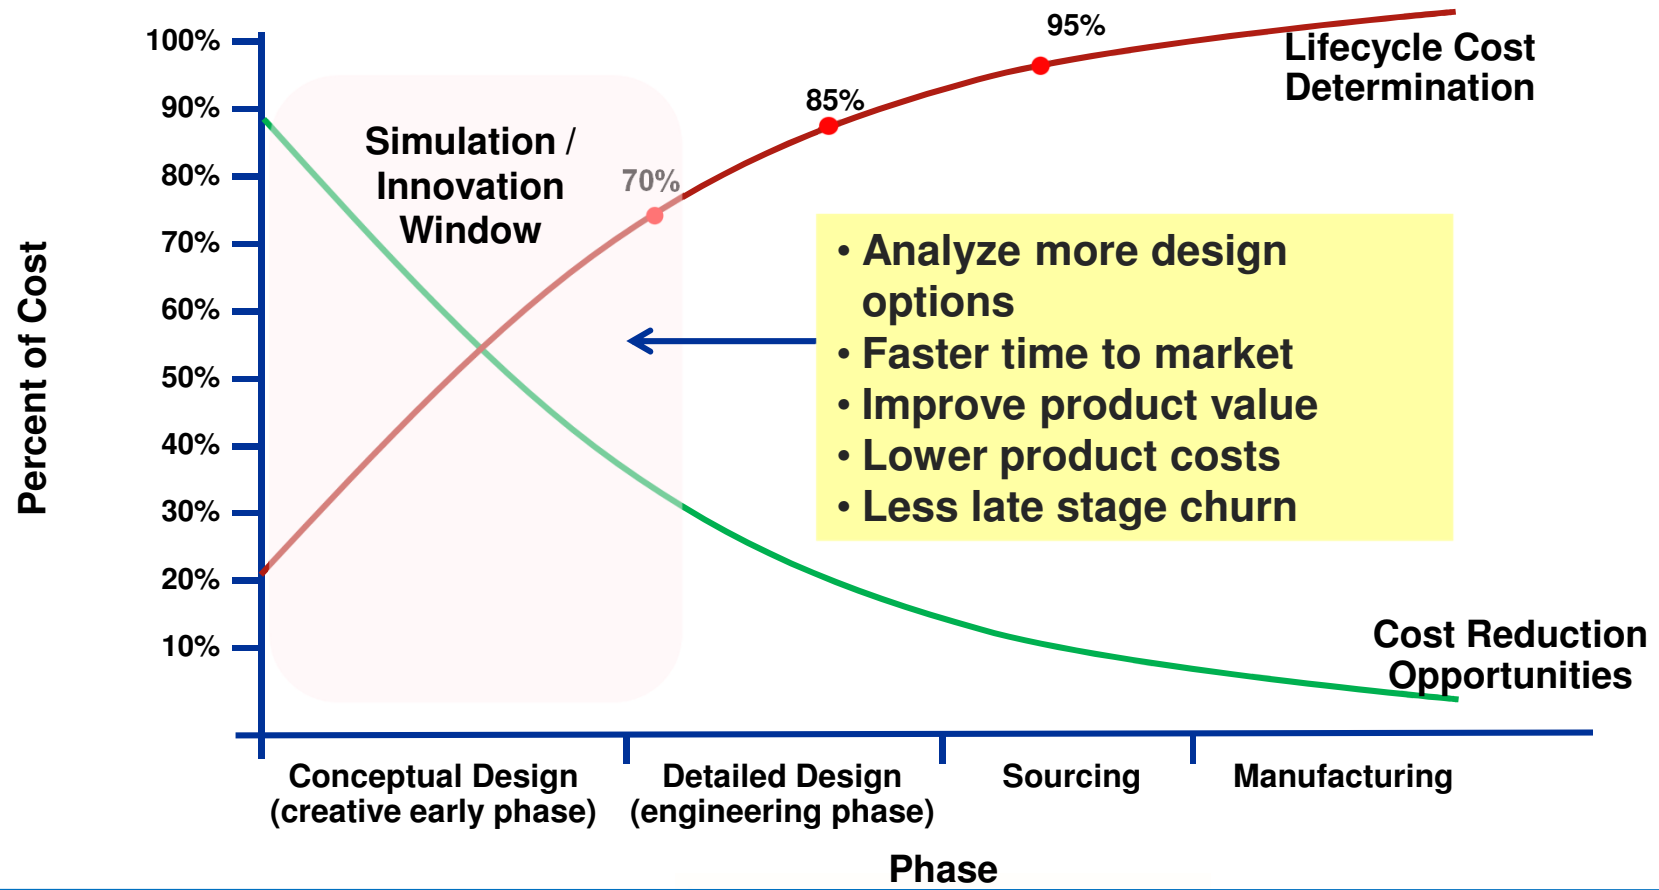 95%
100%
Lifecycle Cost
Determination
90%
85%
Simulation /
Innovation
Window
80%
70%
70%
• Analyze more design
options
• Faster time to market
• Improve product value
• Lower product costs
• Less late stage churn
60%
50%
40%
30%
20%
10%
Percent of Cost
Cost Reduction
Opportunities
Conceptual Design
(creative early phase)
Detailed Design
(engineering phase)
Sourcing
Manufacturing
Phase